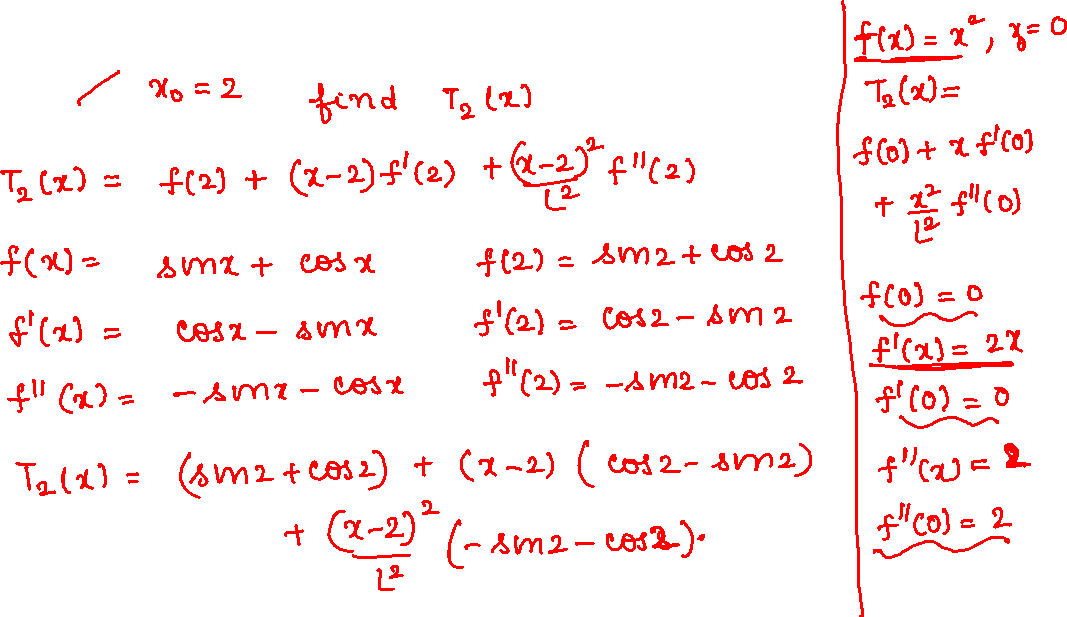 x₀ = 2 find T₂(x)
T₂(x) = f(2) + (x-2)f'(2) + (x-2)²/∟2 f''(2)
f(x) = sinx + cosx f(2) = sin2 + cos2
f'(x) = cosx - sinx f'(2) = cos2 - sin2
f''(x) = -sinx - cosx f''(2) = -sin2 - cos2
T₂(x) = (sin2 + cos2) + (x-2) (cos2 - sin2)
+ (x-2)²/∟2 (-sin2 - cos2).
f(x) = x², x=0
T₂(x) =
f(0) + x f'(0)
+ x²/∟2 f''(0)
f(0) = 0
f'(x) = 2x
f'(0) = 0
f''(x) = 2
f''(0) = 2